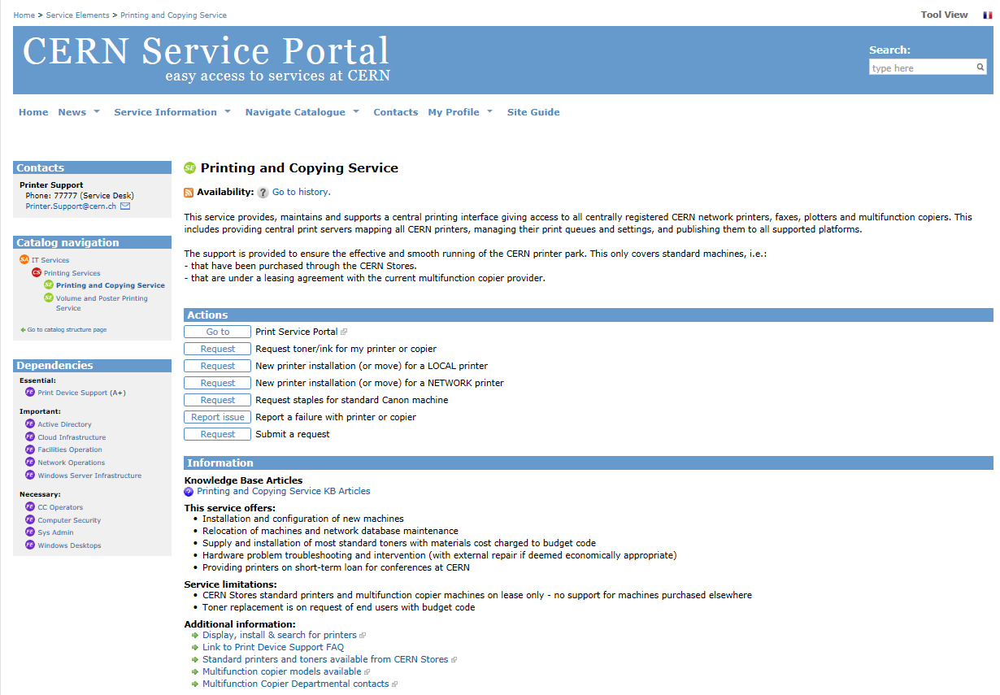 Home > Service Elements > Printing and Copying Service
Tool View
CERN Service Portal
easy access to services at CERN
Search:
type here
Home News Service Information Navigate Catalogue Contacts My Profile Site Guide
Contacts
Printer Support
Phone: 77777 (Service Desk)
Printer.Support@cern.ch
Catalog navigation
SA IT Services
CS Printing Services
SE Printing and Copying Service
SE Volume and Poster Printing
Service
Go to catalog structure page
Dependencies
Essential:
FE Print Device Support (A+)
Important:
FE Active Directory
FE Cloud Infrastructure
FE Facilities Operation
FE Network Operations
FE Windows Server Infrastructure
Necessary:
FE CC Operators
FE Computer Security
FE Sys Admin
FE Windows Desktops
SE Printing and Copying Service
Availability: ? Go to history.
This service provides, maintains and supports a central printing interface giving access to all centrally registered CERN network printers, faxes, plotters and multifunction copiers. This
includes providing central print servers mapping all CERN printers, managing their print queues and settings, and publishing them to all supported platforms.
The support is provided to ensure the effective and smooth running of the CERN printer park. This only covers standard machines, i.e.:
- that have been purchased through the CERN Stores.
- that are under a leasing agreement with the current multifunction copier provider.
Actions
Go to Print Service Portal
Request Request toner/ink for my printer or copier
Request New printer installation (or move) for a LOCAL printer
Request New printer installation (or move) for a NETWORK printer
Request Request staples for standard Canon machine
Report issue Report a failure with printer or copier
Request Submit a request
Information
Knowledge Base Articles
? Printing and Copying Service KB Articles
This service offers:
• Installation and configuration of new machines
• Relocation of machines and network database maintenance
• Supply and installation of most standard toners with materials cost charged to budget code
• Hardware problem troubleshooting and intervention (with external repair if deemed economically appropriate)
• Providing printers on short-term loan for conferences at CERN
Service limitations:
• CERN Stores standard printers and multifunction copier machines on lease only - no support for machines purchased elsewhere
• Toner replacement is on request of end users with budget code
Additional information:
Display, install & search for printers
Link to Print Device Support FAQ
Standard printers and toners available from CERN Stores
Multifunction copier models available
Multifunction Copier Departmental contacts